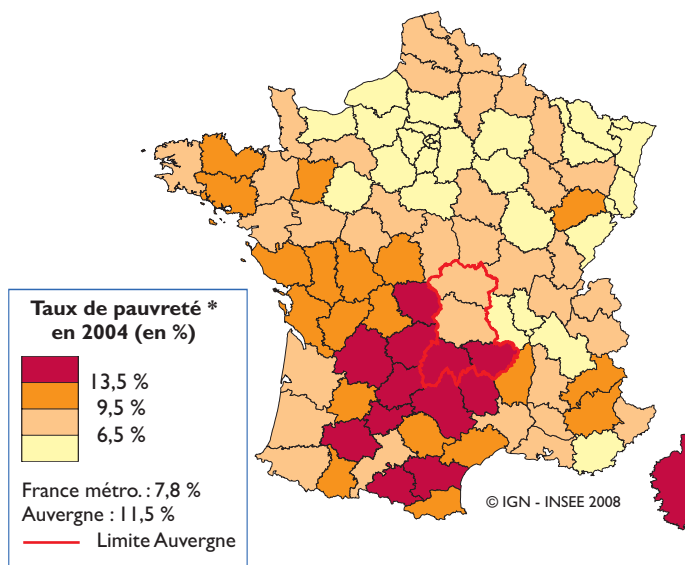 Taux de pauvreté *
en 2004 (en %)
13,5 %
9,5 %
6,5 %
France métro. : 7,8 %
Auvergne : 11,5 %
Limite Auvergne
© IGN - INSEE 2008